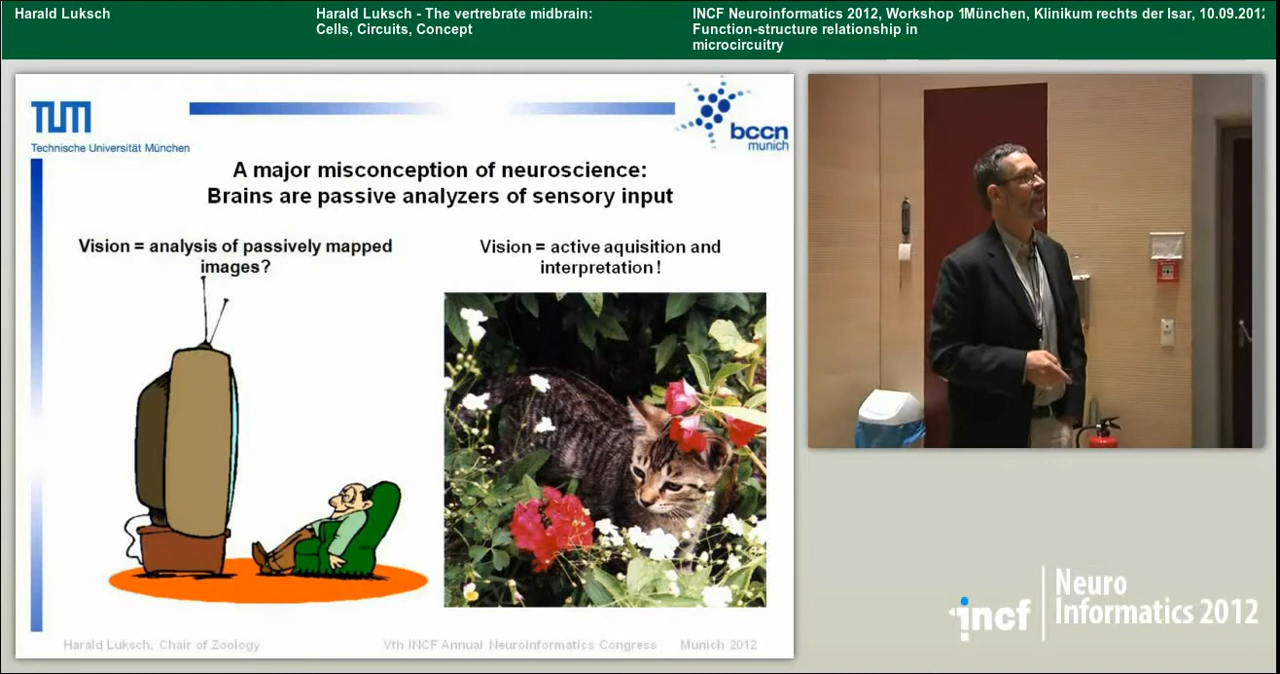 Harald Luksch
Harald Luksch - The vertrebrate midbrain:
Cells, Circuits, Concept
INCF Neuroinformatics 2012, Workshop 1
Function-structure relationship in
microcircuitry
München, Klinikum rechts der Isar, 10.09.2012
TUM
Technische Universität München
bccn
munich
A major misconception of neuroscience:
Brains are passive analyzers of sensory input
Vision = analysis of passively mapped
images?
Vision = active aquisition and
interpretation !
Harald Luksch, Chair of Zoology
Vth INCF Annual Neuroinformatics Congress
Munich 2012
incf
Neuro
Informatics 2012